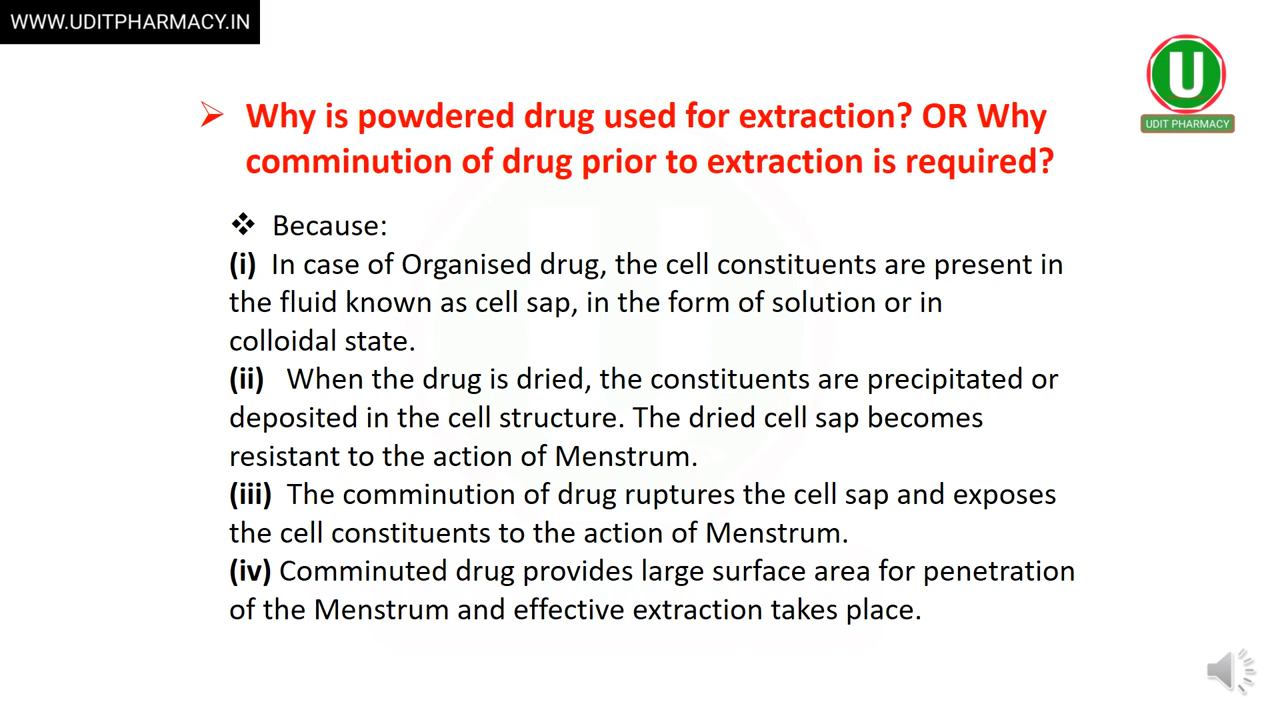 WWW.UDITPHARMACY.IN
U
UDIT PHARMACY
Why is powdered drug used for extraction? OR Why
comminution of drug prior to extraction is required?
Because:
(i) In case of Organised drug, the cell constituents are present in
the fluid known as cell sap, in the form of solution or in
colloidal state.
(ii) When the drug is dried, the constituents are precipitated or
deposited in the cell structure. The dried cell sap becomes
resistant to the action of Menstrum.
(iii) The comminution of drug ruptures the cell sap and exposes
the cell constituents to the action of Menstrum.
(iv) Comminuted drug provides large surface area for penetration
of the Menstrum and effective extraction takes place.